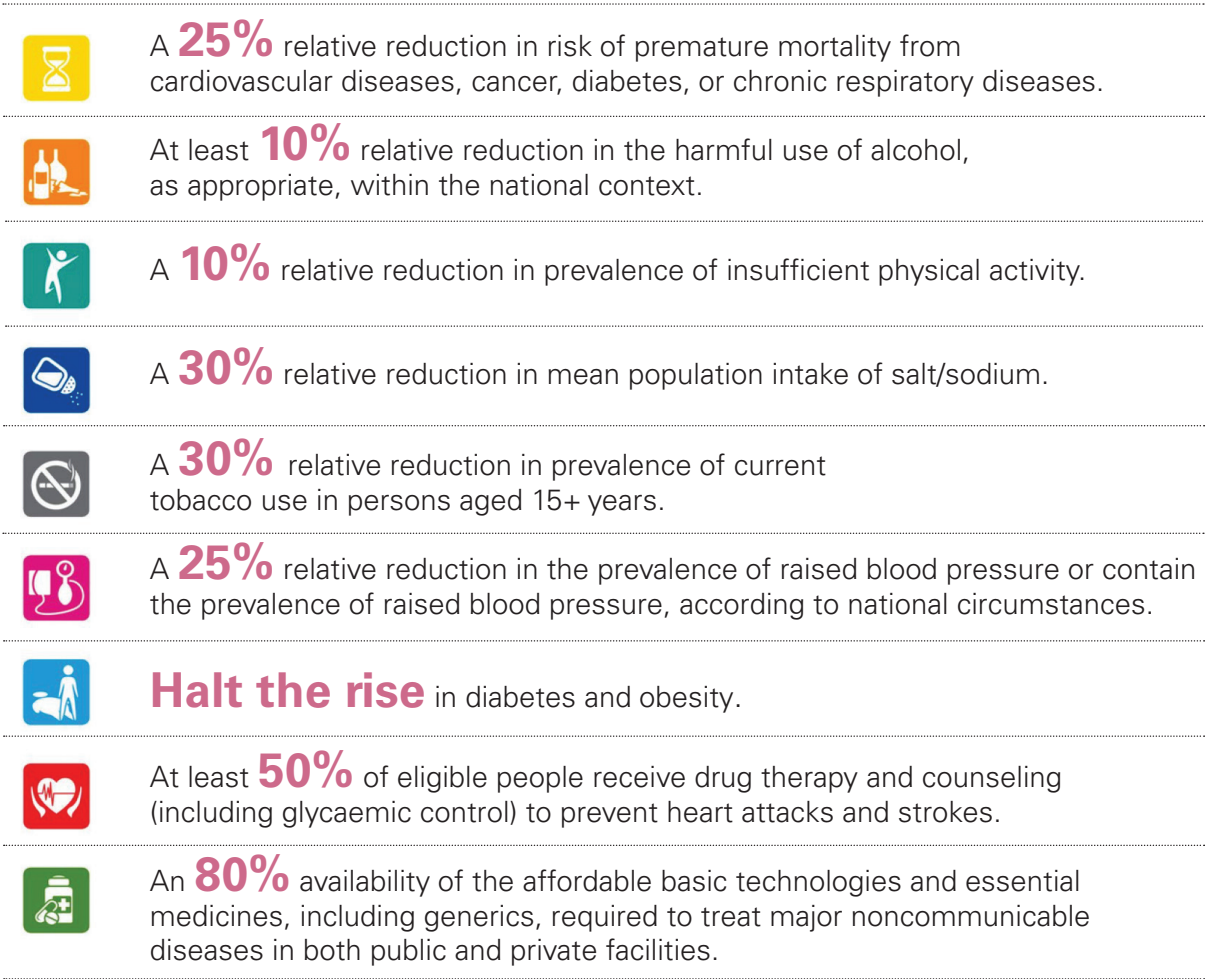 A 25% relative reduction in risk of premature mortality from
cardiovascular diseases, cancer, diabetes, or chronic respiratory diseases.
At least 10% relative reduction in the harmful use of alcohol,
as appropriate, within the national context.
A 10% relative reduction in prevalence of insufficient physical activity.
A 30% relative reduction in mean population intake of salt/sodium.
A 30% relative reduction in prevalence of current
tobacco use in persons aged 15+ years.
A 25% relative reduction in the prevalence of raised blood pressure or contain
the prevalence of raised blood pressure, according to national circumstances.
Halt the rise in diabetes and obesity.
At least 50% of eligible people receive drug therapy and counseling
(including glycaemic control) to prevent heart attacks and strokes.
An 80% availability of the affordable basic technologies and essential
medicines, including generics, required to treat major noncommunicable
diseases in both public and private facilities.